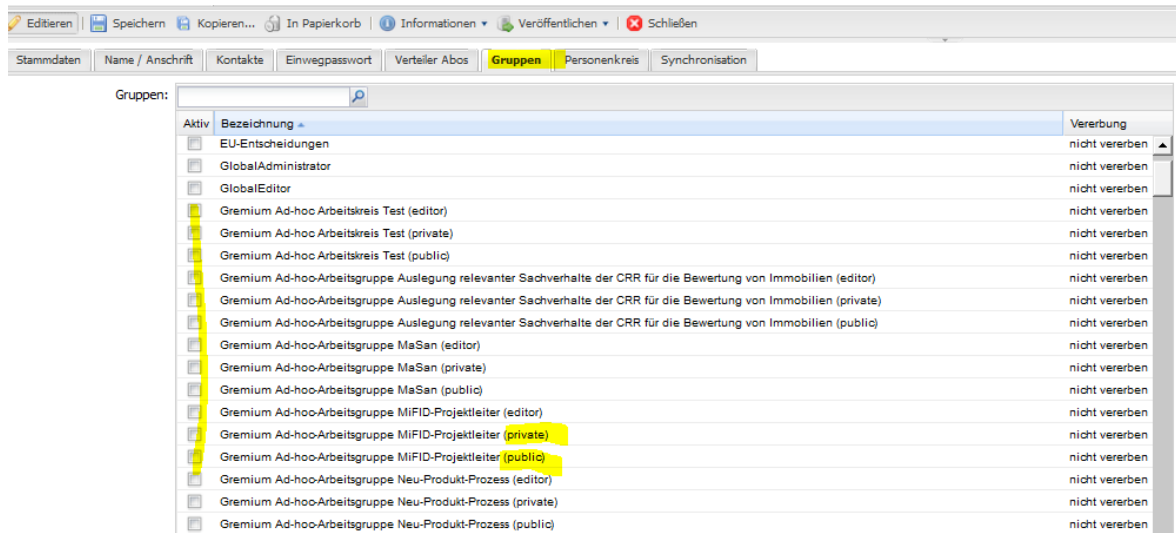 Editieren Speichern Kopieren... In Papierkorb Informationen Veröffentlichen Schließen
Stammdaten Name / Anschrift Kontakte Einwegpasswort Verteiler Abos Gruppen Personenkreis Synchronisation
Gruppen:
Aktiv Bezeichnung Vererbung
EU-Entscheidungen nicht vererben
GlobalAdministrator nicht vererben
GlobalEditor nicht vererben
Gremium Ad-hoc Arbeitskreis Test (editor) nicht vererben
Gremium Ad-hoc Arbeitskreis Test (private) nicht vererben
Gremium Ad-hoc Arbeitskreis Test (public) nicht vererben
Gremium Ad-hoc-Arbeitsgruppe Auslegung relevanter Sachverhalte der CRR für die Bewertung von Immobilien (editor) nicht vererben
Gremium Ad-hoc-Arbeitsgruppe Auslegung relevanter Sachverhalte der CRR für die Bewertung von Immobilien (private) nicht vererben
Gremium Ad-hoc-Arbeitsgruppe Auslegung relevanter Sachverhalte der CRR für die Bewertung von Immobilien (public) nicht vererben
Gremium Ad-hoc-Arbeitsgruppe MaSan (editor) nicht vererben
Gremium Ad-hoc-Arbeitsgruppe MaSan (private) nicht vererben
Gremium Ad-hoc-Arbeitsgruppe MaSan (public) nicht vererben
Gremium Ad-hoc-Arbeitsgruppe MiFID-Projektleiter (editor) nicht vererben
Gremium Ad-hoc-Arbeitsgruppe MiFID-Projektleiter (private) nicht vererben
Gremium Ad-hoc-Arbeitsgruppe MiFID-Projektleiter (public) nicht vererben
Gremium Ad-hoc-Arbeitsgruppe Neu-Produkt-Prozess (editor) nicht vererben
Gremium Ad-hoc-Arbeitsgruppe Neu-Produkt-Prozess (private) nicht vererben
Gremium Ad-hoc-Arbeitsgruppe Neu-Produkt-Prozess (public) nicht vererben